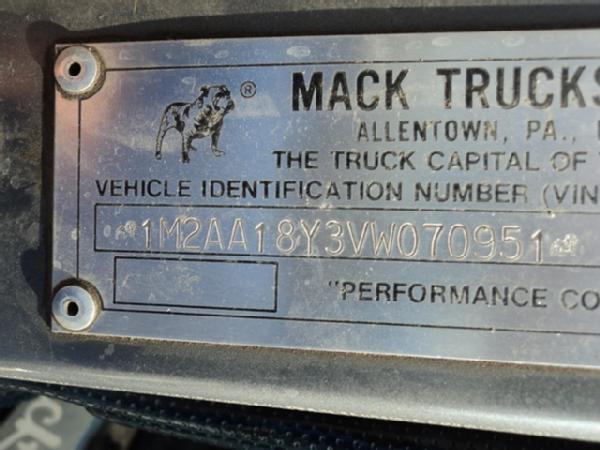 ®
MACK TRUCKS
ALLENTOWN, PA.,
THE TRUCK CAPITAL OF
VEHICLE IDENTIFICATION NUMBER (VIN
1M2AA18Y3VW070951
"PERFORMANCE CO